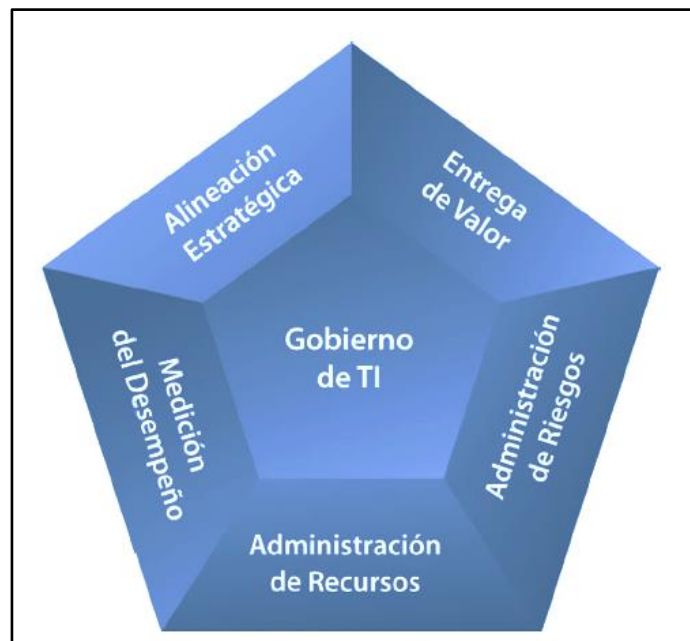 Alineación
Estratégica
Entrega
de Valor
Gobierno
de TI
Medición
del Desempeño
Administración
de Riesgos
Administración
de Recursos